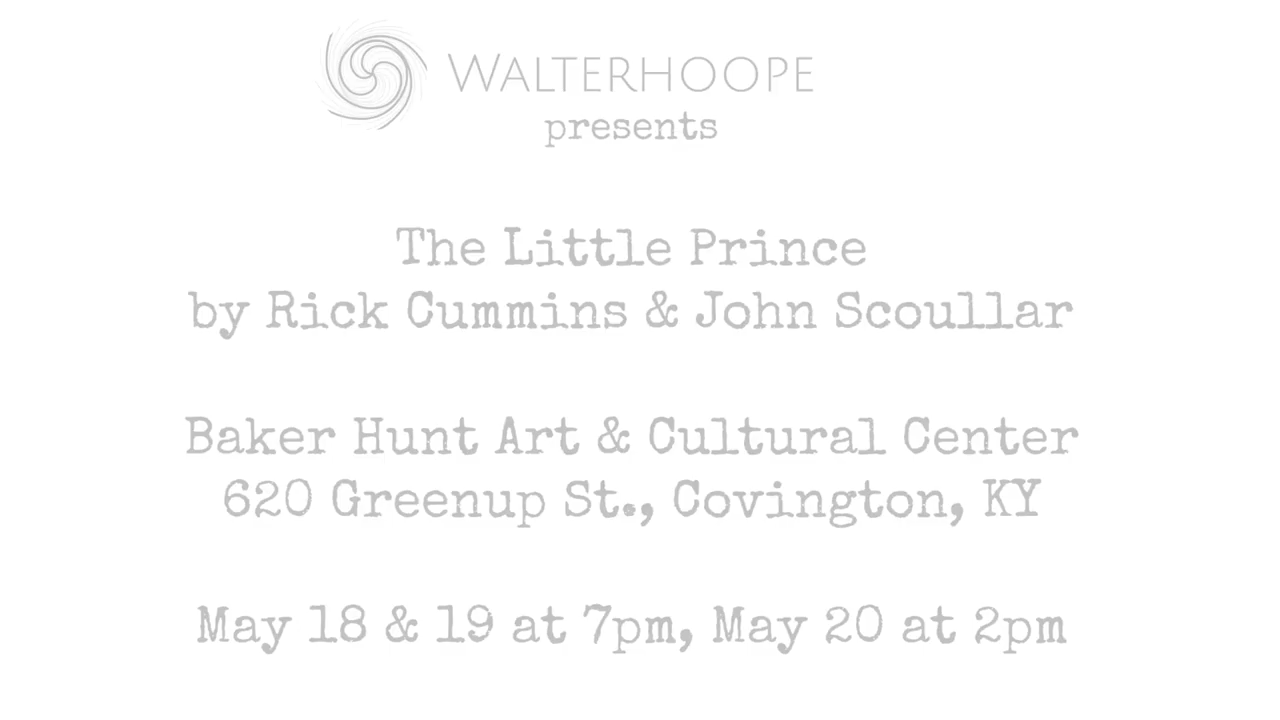 WALTERHOOPE
presents
The Little Prince
by Rick Cummins & John Scoullar
Baker Hunt Art & Cultural Center
620 Greenup St., Covington, KY
May 18 & 19 at 7pm, May 20 at 2pm